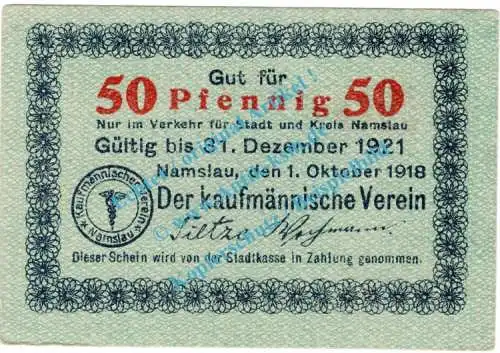 Gut für
50 Pfennig 50
Nur im Verkehr für Stadt und Kreis Namslau
Gültig bis 31. Dezember 1921
Namslau, den 1. Oktober 1918
Der kaufmännische Verein
Kaufmännischer Verein Namslau
Tietze
Dieser Schein wird von der Stadtkasse in Zahlung genommen.